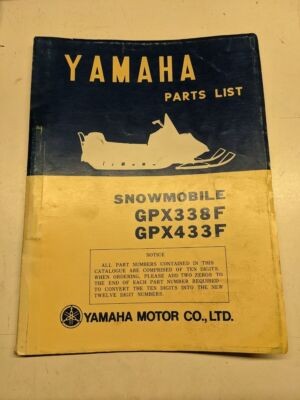 YAMAHA
PARTS LIST
SNOWMOBILE
GPX338F
GPX433F
NOTICE
ALL PART NUMBERS CONTAINED IN THIS
CATALOGUE ARE COMPRISED OF TEN DIGITS
WHEN ORDERING, PLEASE ADD TWO ZEROS TO
THE END OF EACH PART NUMBER REQUIRED
TO CONVERT THE TEN DIGITS INTO THE NEW
TWELVE DIGIT NUMBERS.
YAMAHA MOTOR CO., LTD.